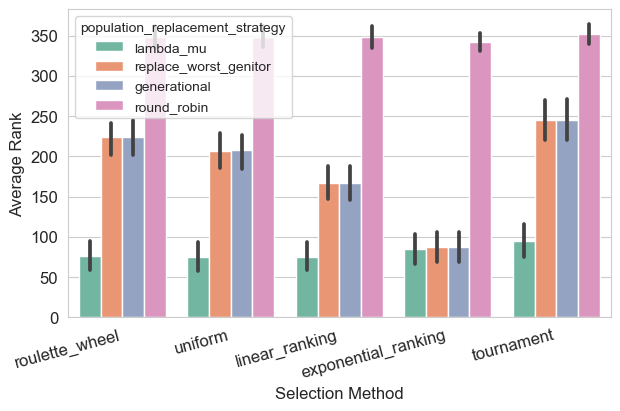 population_replacement_strategy
lambda_mu
replace_worst_genitor
generational
round_robin
Average Rank
350
300
250
200
150
100
50
0
roulette_wheel
uniform
linear_ranking
exponential_ranking
tournament
Selection Method